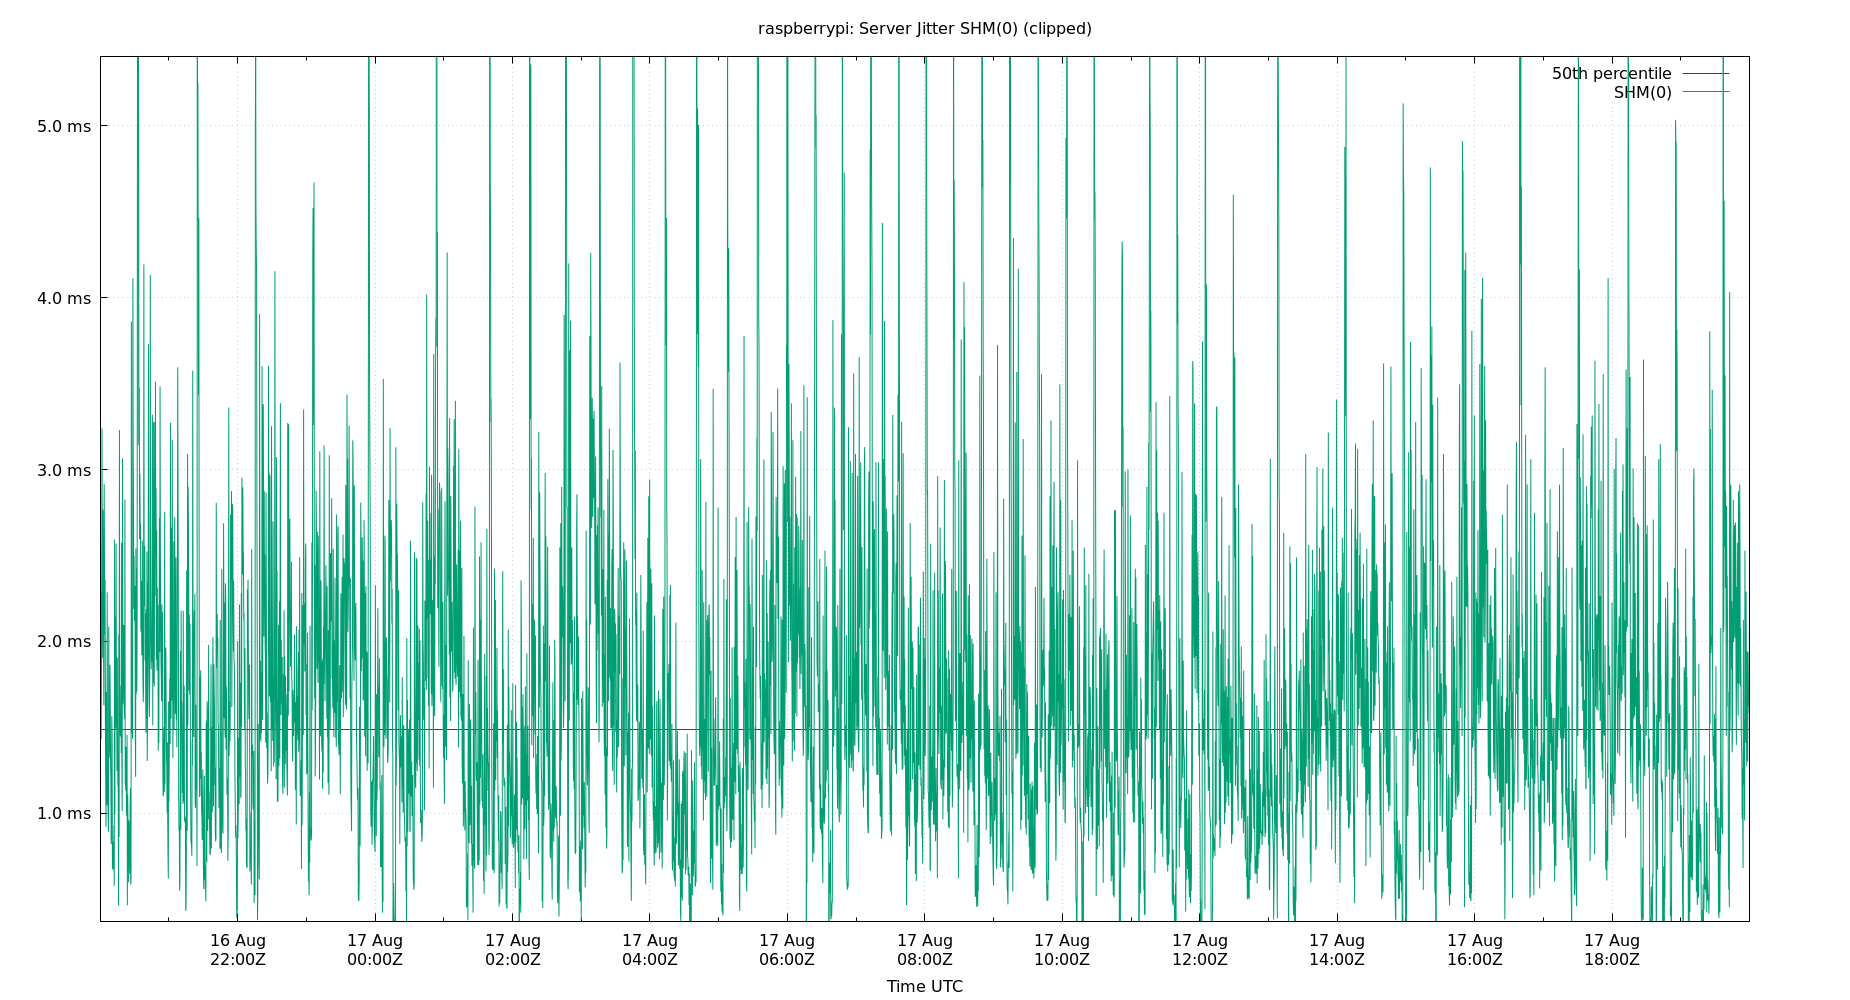 raspberrypi: Server Jitter SHM(0) (clipped)
50th percentile
SHM(0)
5.0 ms
4.0 ms
3.0 ms
2.0 ms
1.0 ms
16 Aug 17 Aug 17 Aug 17 Aug 17 Aug 17 Aug 17 Aug 17 Aug 17 Aug 17 Aug 17 Aug
22:00Z 00:00Z 02:00Z 04:00Z 06:00Z 08:00Z 10:00Z 12:00Z 14:00Z 16:00Z 18:00Z
Time UTC